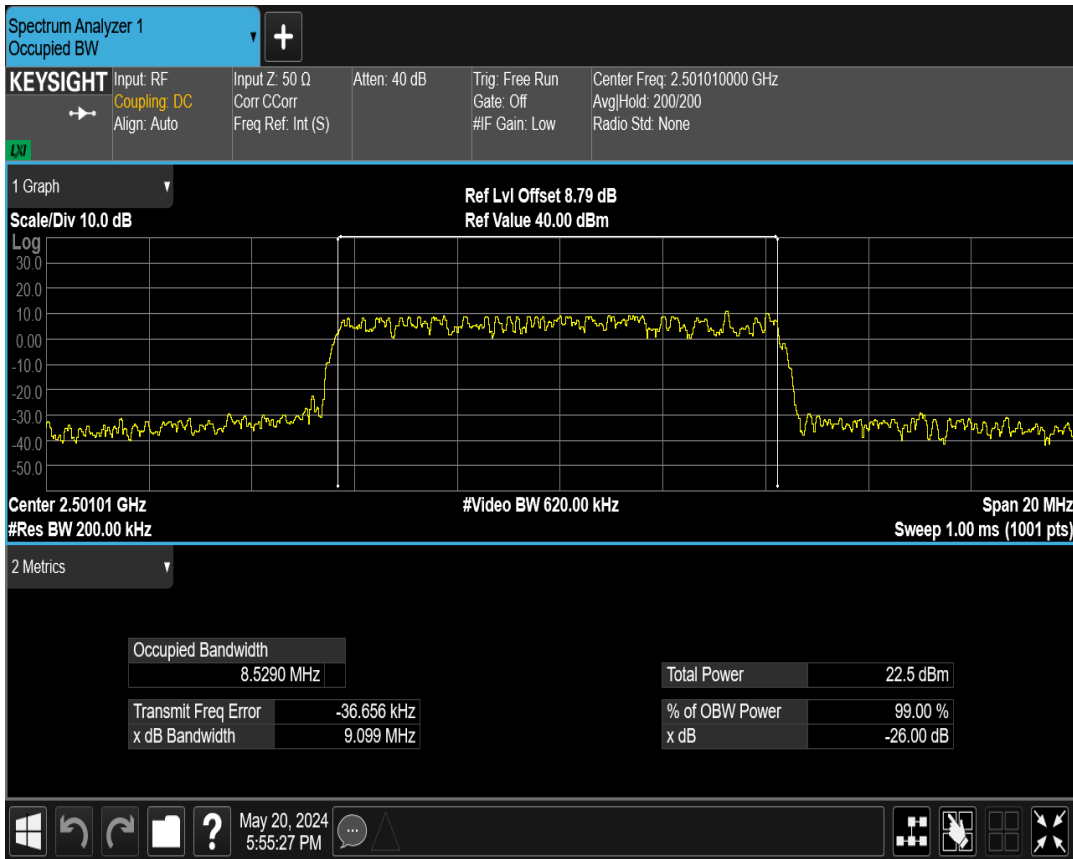 Spectrum Analyzer 1
Occupied BW
KEYSIGHT
LXI
Input: RF
Coupling: DC
Align: Auto
Input Z: 50 Ω
Corr CCorr
Freq Ref: Int (S)
Atten: 40 dB
Trig: Free Run
Gate: Off
#IF Gain: Low
Center Freq: 2.501010000 GHz
Avg|Hold: 200/200
Radio Std: None
1 Graph
Ref Lvl Offset 8.79 dB
Scale/Div 10.0 dB
Ref Value 40.00 dBm
Log
30.0
20.0
10.0
0.00
-10.0
-20.0
-30.0
-40.0
-50.0
Center 2.50101 GHz
#Video BW 620.00 kHz
Span 20 MHz
#Res BW 200.00 kHz
Sweep 1.00 ms (1001 pts)
2 Metrics
Occupied Bandwidth
8.5290 MHz
Total Power 22.5 dBm
Transmit Freq Error -36.656 kHz
% of OBW Power 99.00 %
x dB Bandwidth 9.099 MHz
x dB -26.00 dB
May 20, 2024
5:55:27 PM